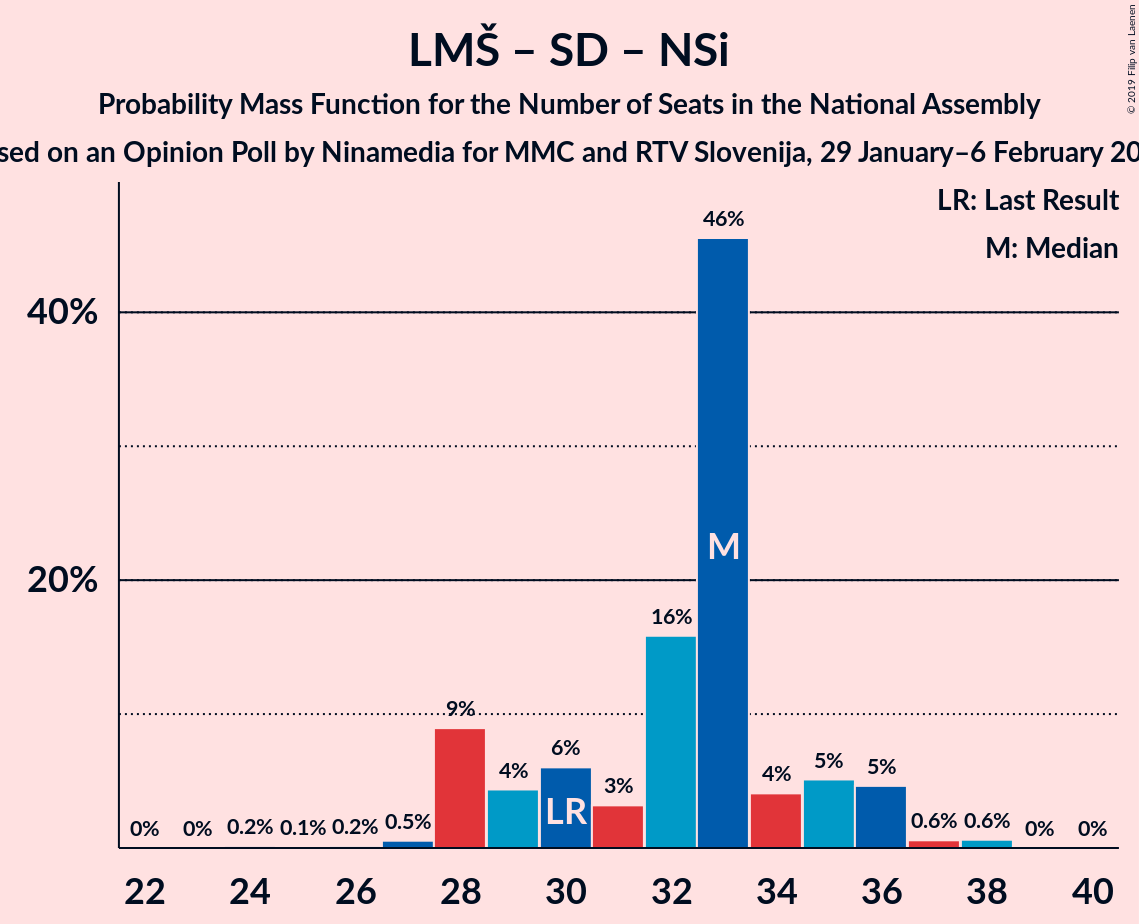 LMŠ – SD – NSi
Probability Mass Function for the Number of Seats in the National Assembly
sed on an Opinion Poll by Ninamedia for MMC and RTV Slovenija, 29 January–6 February 20
© 2019 Filip van Laenen
LR: Last Result
M: Median
40%
20%
0% 0% 0.2% 0.1% 0.2% 0.5% 9% 4% 6% 3% 16% 46% 4% 5% 5% 0.6% 0.6% 0% 0%
LR
M
22 24 26 28 30 32 34 36 38 40